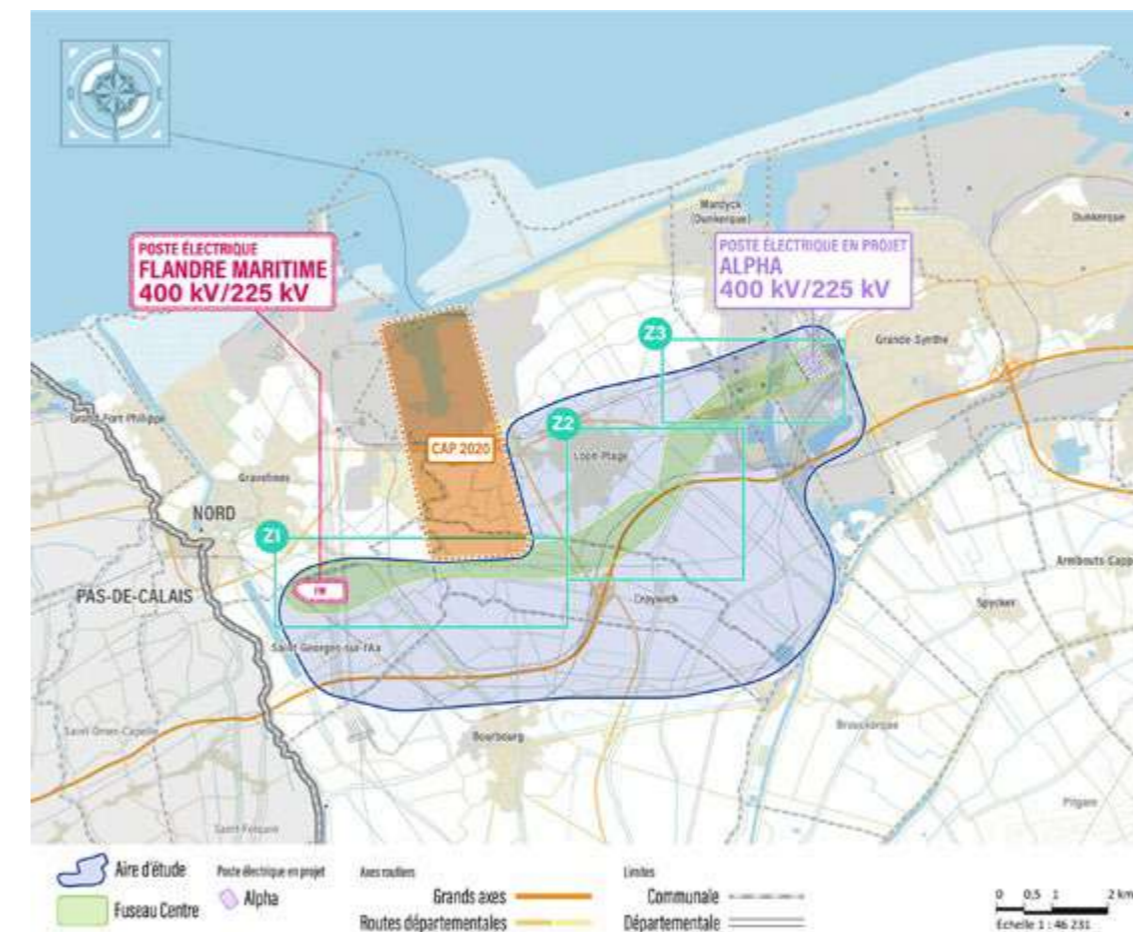 Mardyck
(Dunkerque)
Dunkerque
POSTE ÉLECTRIQUE
FLANDRE MARITIME
400 kV/225 kV
POSTE ÉLECTRIQUE EN PROJET
ALPHA
400 kV/225 kV
Z3
Grande-Synthe
Grand-Fort-Philippe
Z2
CAP 2020
Loon-Plage
Gravelines
NORD
Z1
Armbouts-Capp
PAS-DE-CALAIS
FM
Craywick
Spycker
Saint-Georges-sur-l'Aa
Saint-Omer-Capelle
Bourbourg
Brouckerque
Pitgam
Saint-Folquin
Aire d'étude
Fuseau Centre
Poste électrique en projet
Alpha
Axes routiers
Grands axes
Routes départementales
Limites
Communale
Départementale
0 0,5 1 2 km
Échelle 1 : 46 231